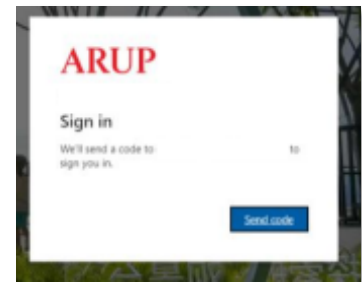 ARUP
Sign in
We'll send a code to to
sign you in.
Send code